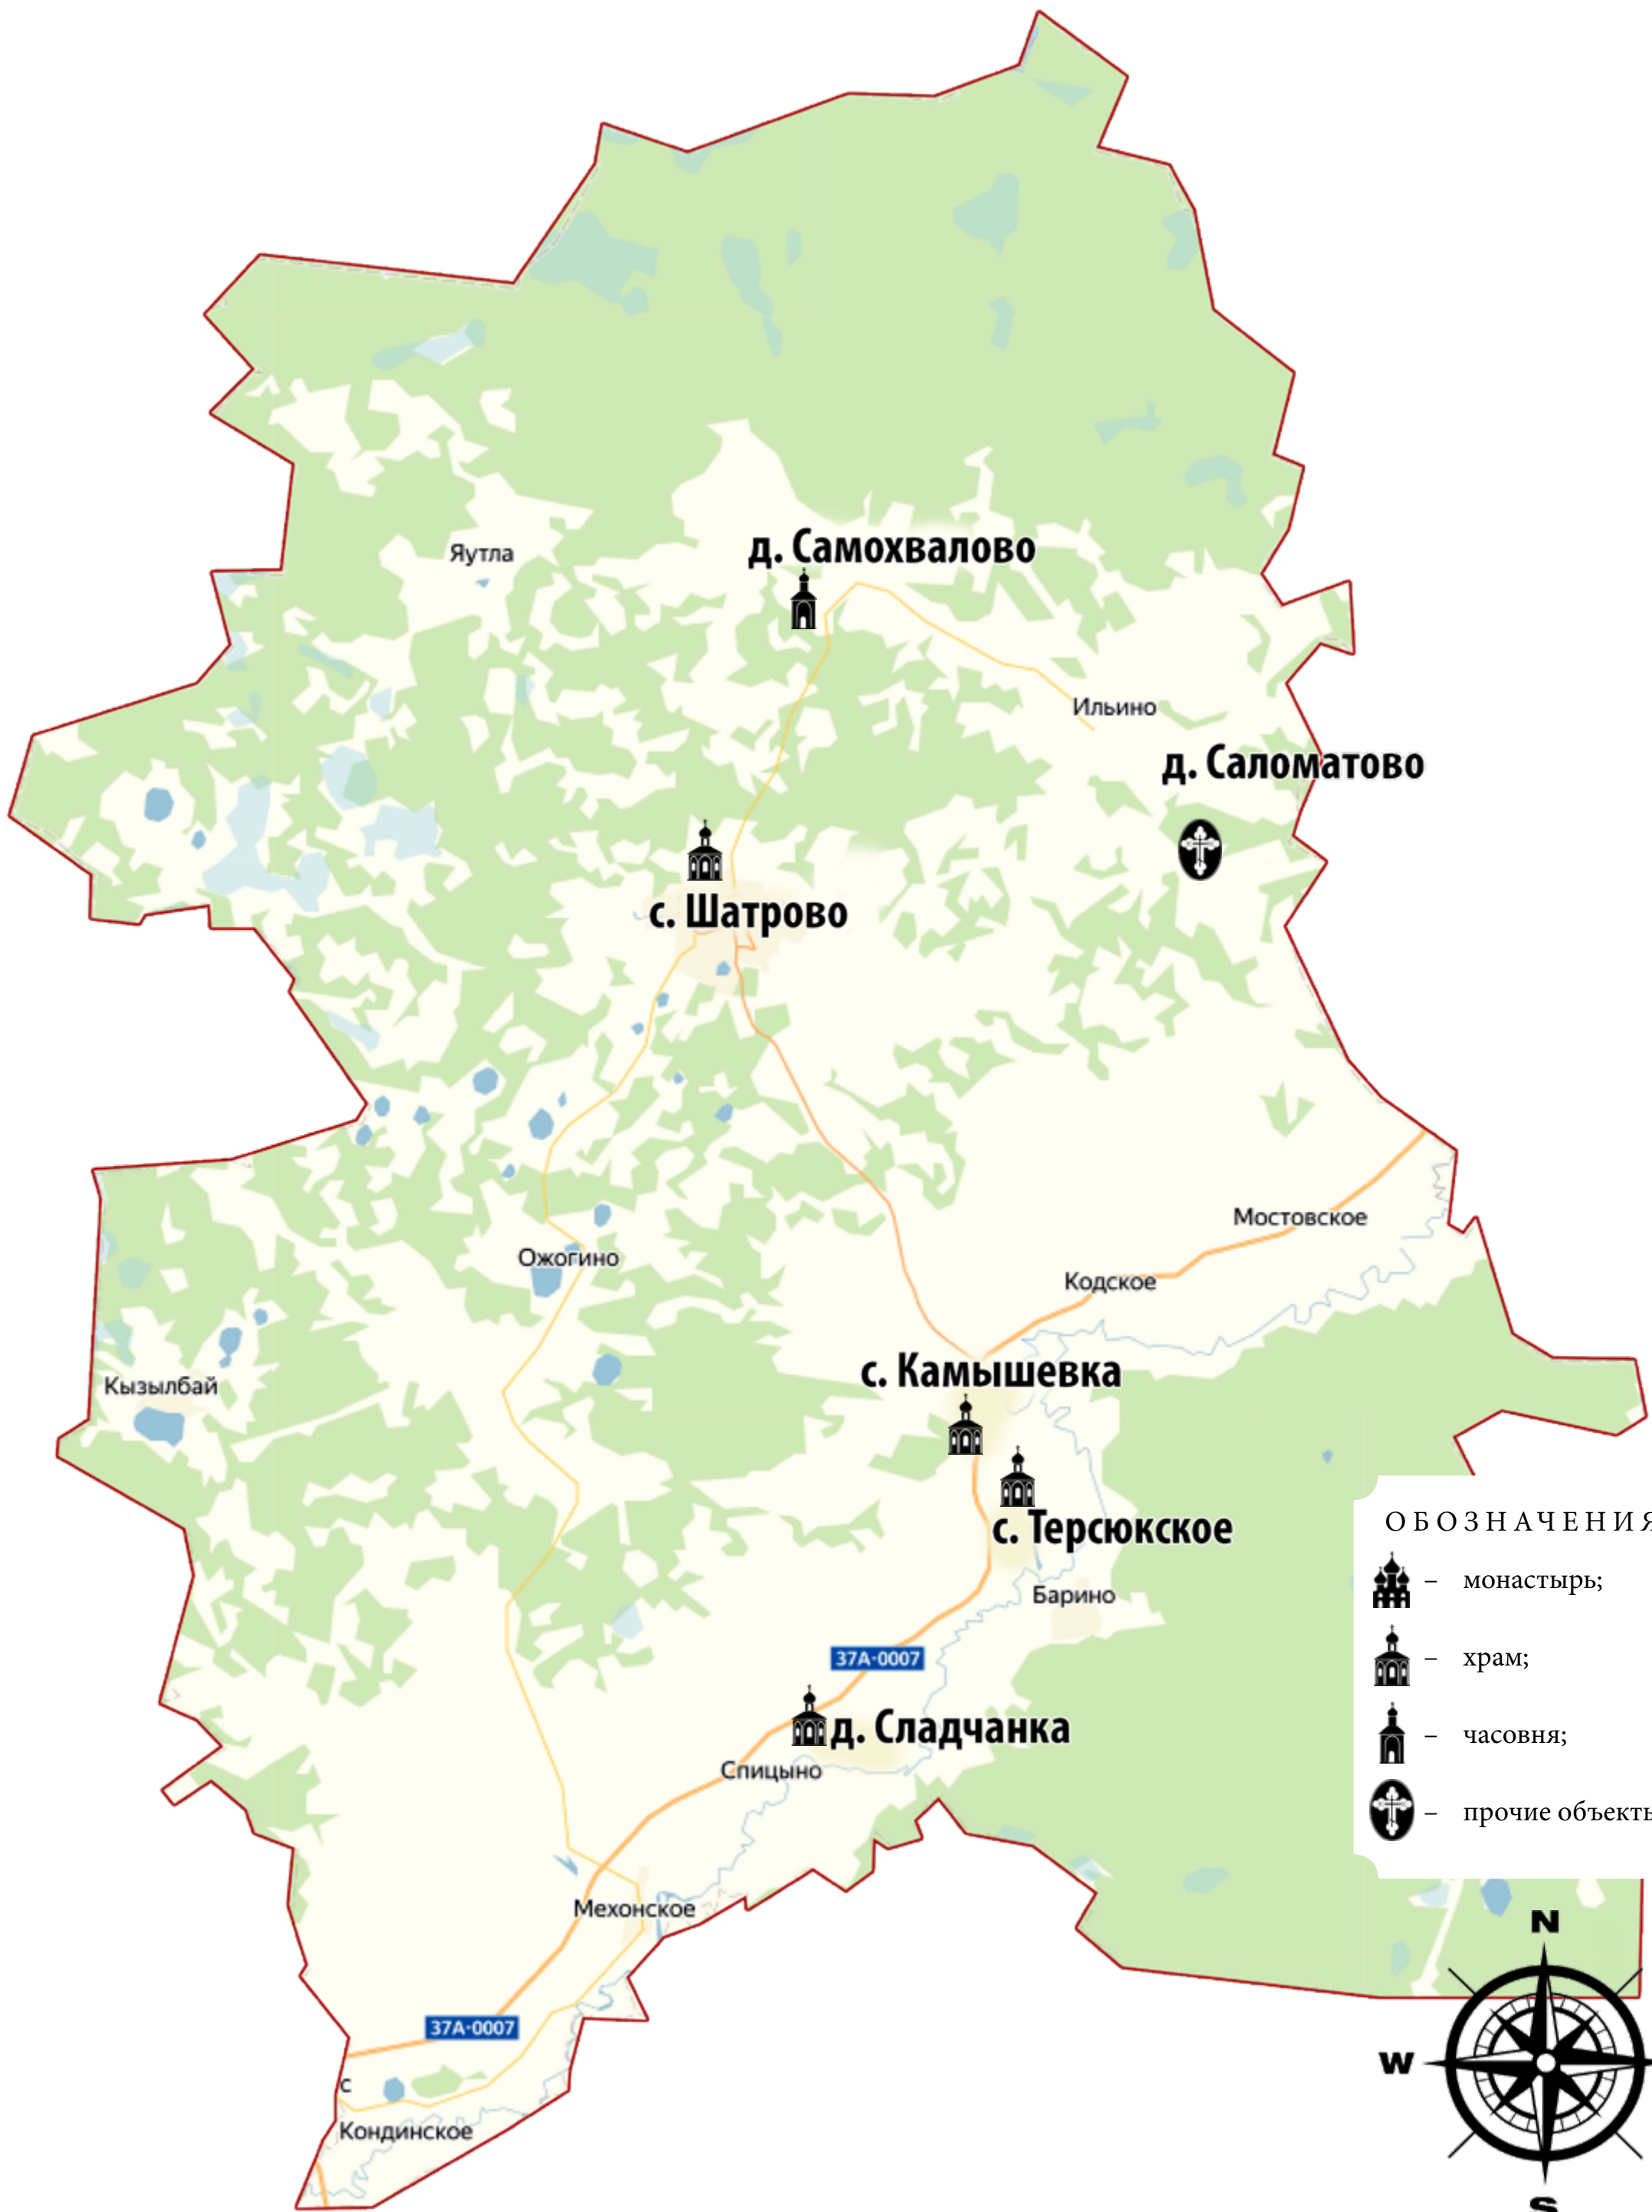 д. Самохвалово
Яутла
Ильино
д. Саломатово
с. Шатрово
Мостовское
Ожогино
Кодское
с. Камышевка
Кызылбай
ОБОЗНАЧЕНИЯ
с. Терсюкское
– монастырь;
Барино
– храм;
37А-0007
д. Сладчанка
– часовня;
Спицыно
– прочие объекты
Мехонское
N
37А-0007
W
с
Кондинское
S